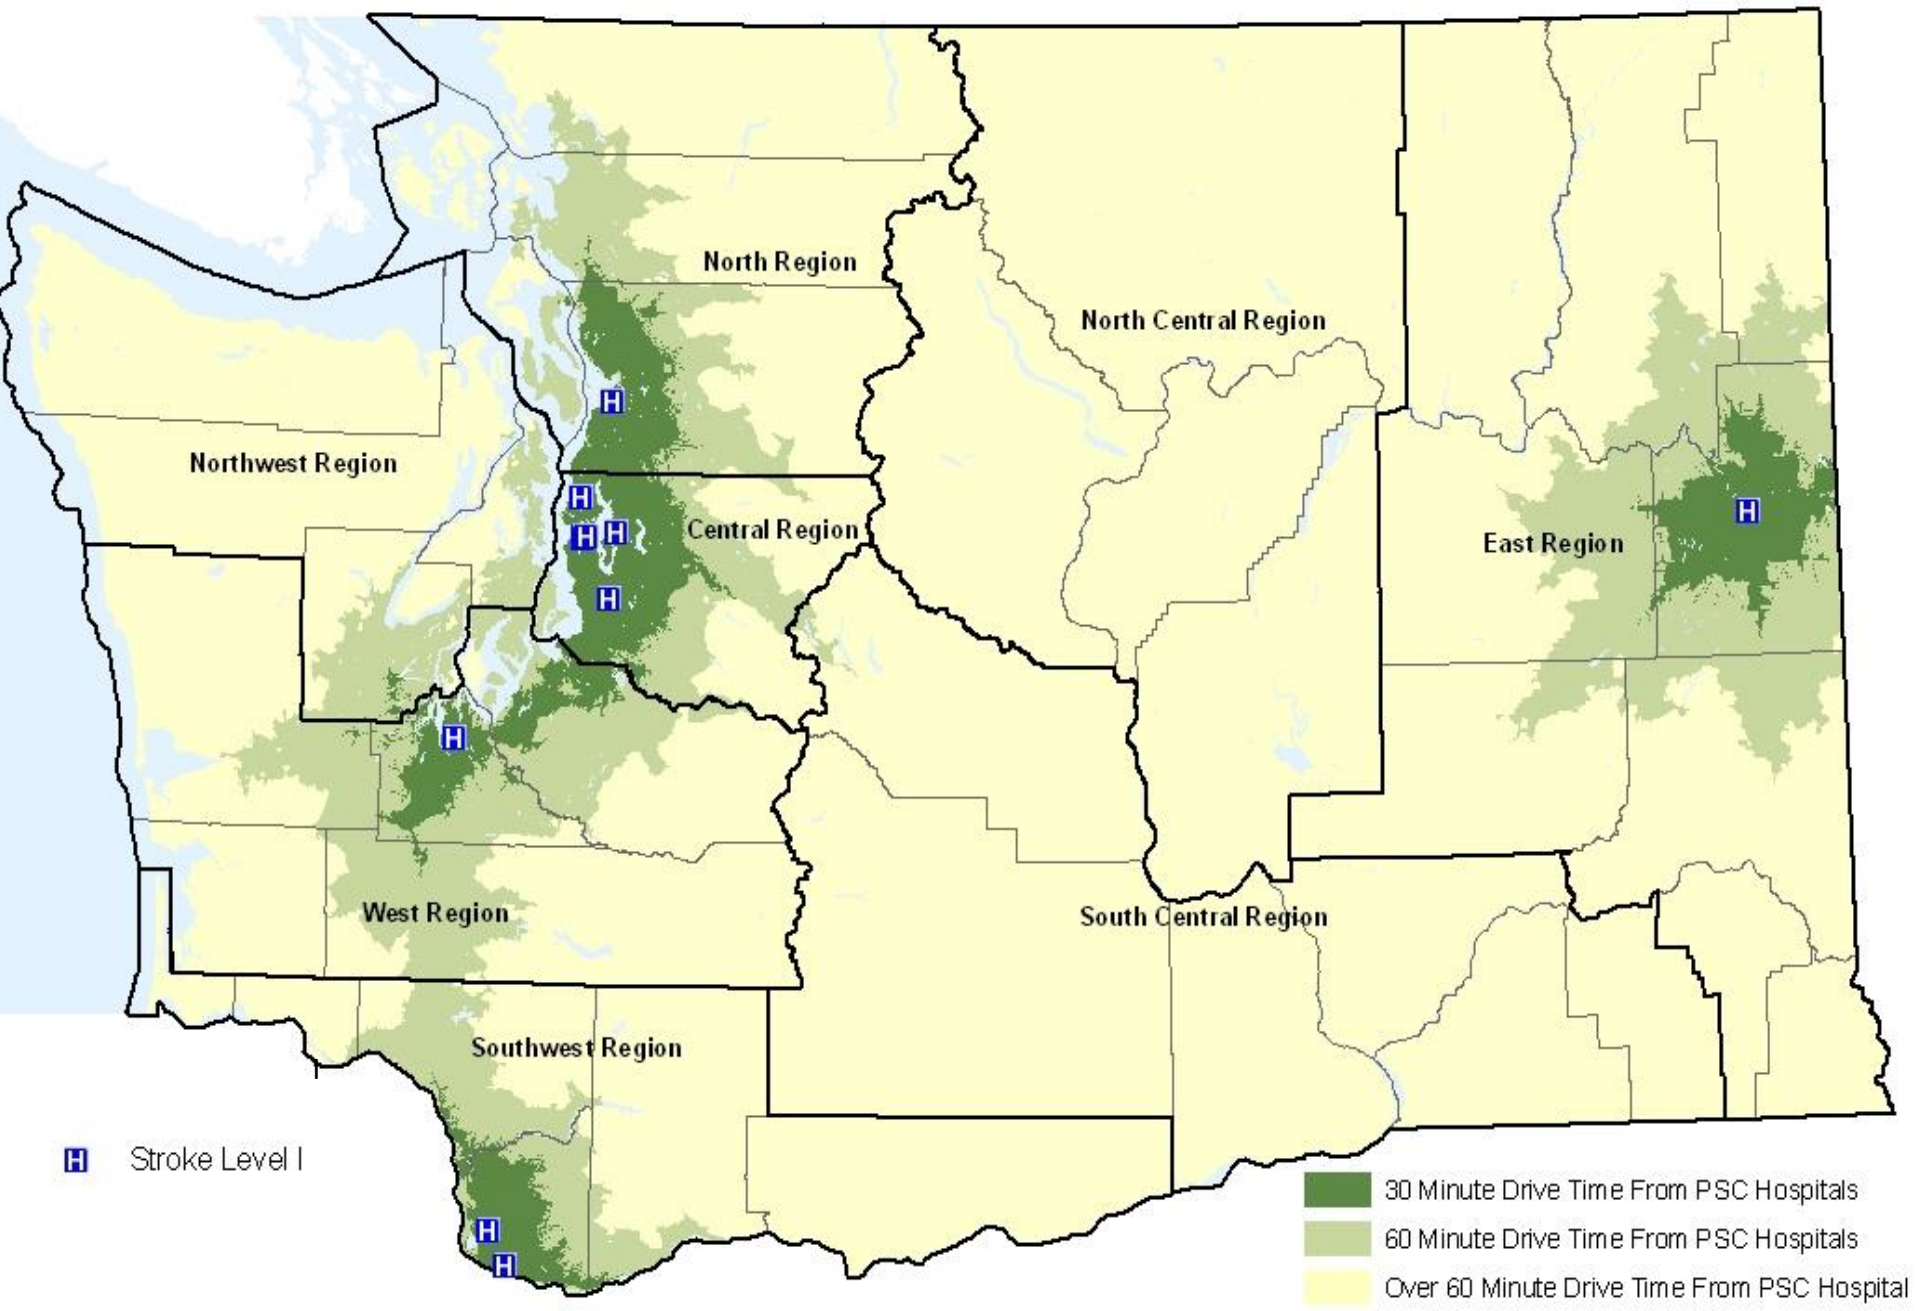 North Region
North Central Region
Northwest Region
H
H
H
H
Central Region
H
East Region
H
H
H
West Region
South Central Region
Southwest Region
H Stroke Level I
30 Minute Drive Time From PSC Hospitals
H
60 Minute Drive Time From PSC Hospitals
H
Over 60 Minute Drive Time From PSC Hospital